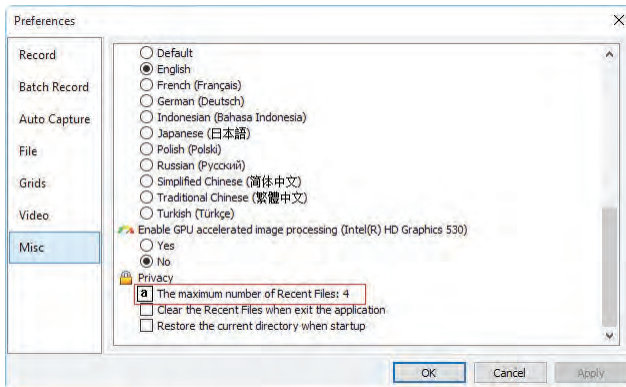 Preferences
Record
Batch Record
Auto Capture
File
Grids
Video
Misc
Default
English
French (Français)
German (Deutsch)
Indonesian (Bahasa Indonesia)
Japanese (日本語)
Polish (Polski)
Russian (Русский)
Simplified Chinese (简体中文)
Traditional Chinese (繁體中文)
Turkish (Türkçe)
Enable GPU accelerated image processing (Intel(R) HD Graphics 530)
Yes
No
Privacy
a The maximum number of Recent Files: 4
Clear the Recent Files when exit the application
Restore the current directory when startup
OK Cancel Apply